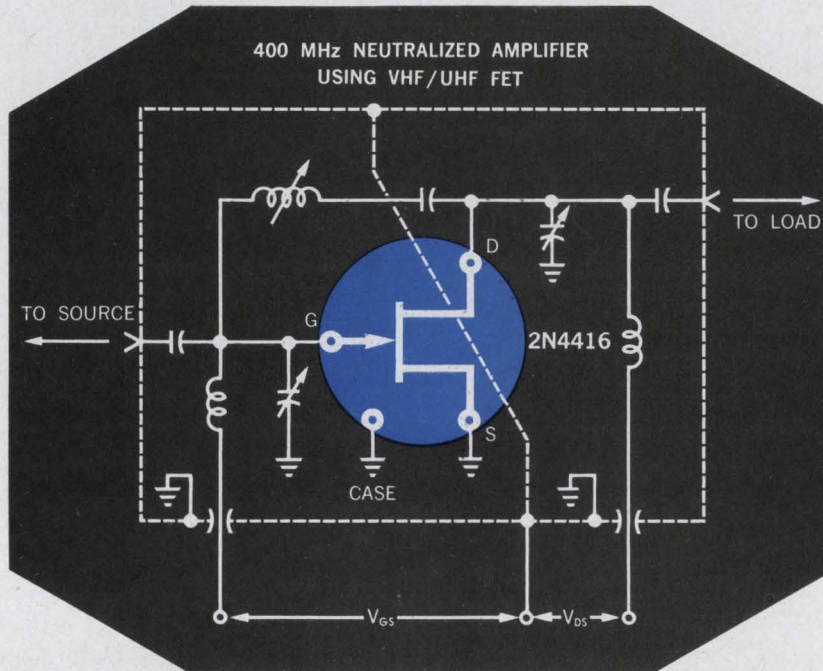 400 MHz NEUTRALIZED AMPLIFIER
USING VHF/UHF FET
TO LOAD
D
TO SOURCE
G
2N4416
S
CASE
VGS
VDS